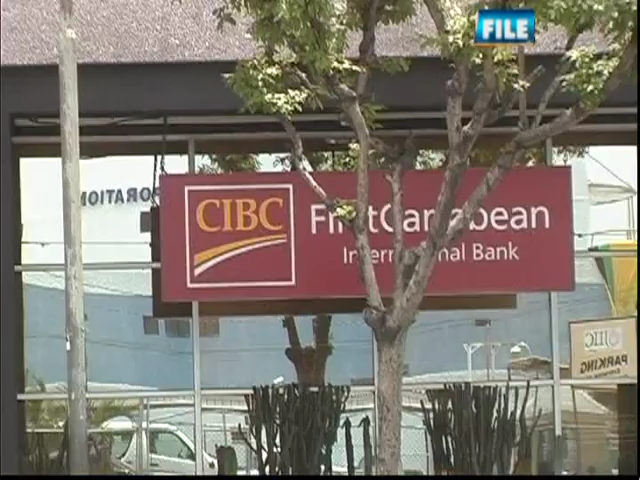 FILE
CIBC
FirstCaribbean
International Bank
PARKING